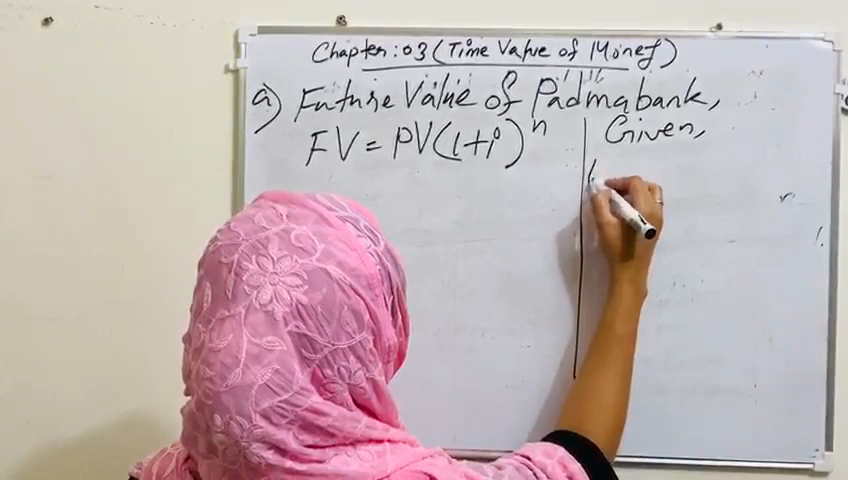 Chapter: 03 (Time Value of Money)
a) Future Value of Padmabank,
FV = PV(1+i)^n
Given,